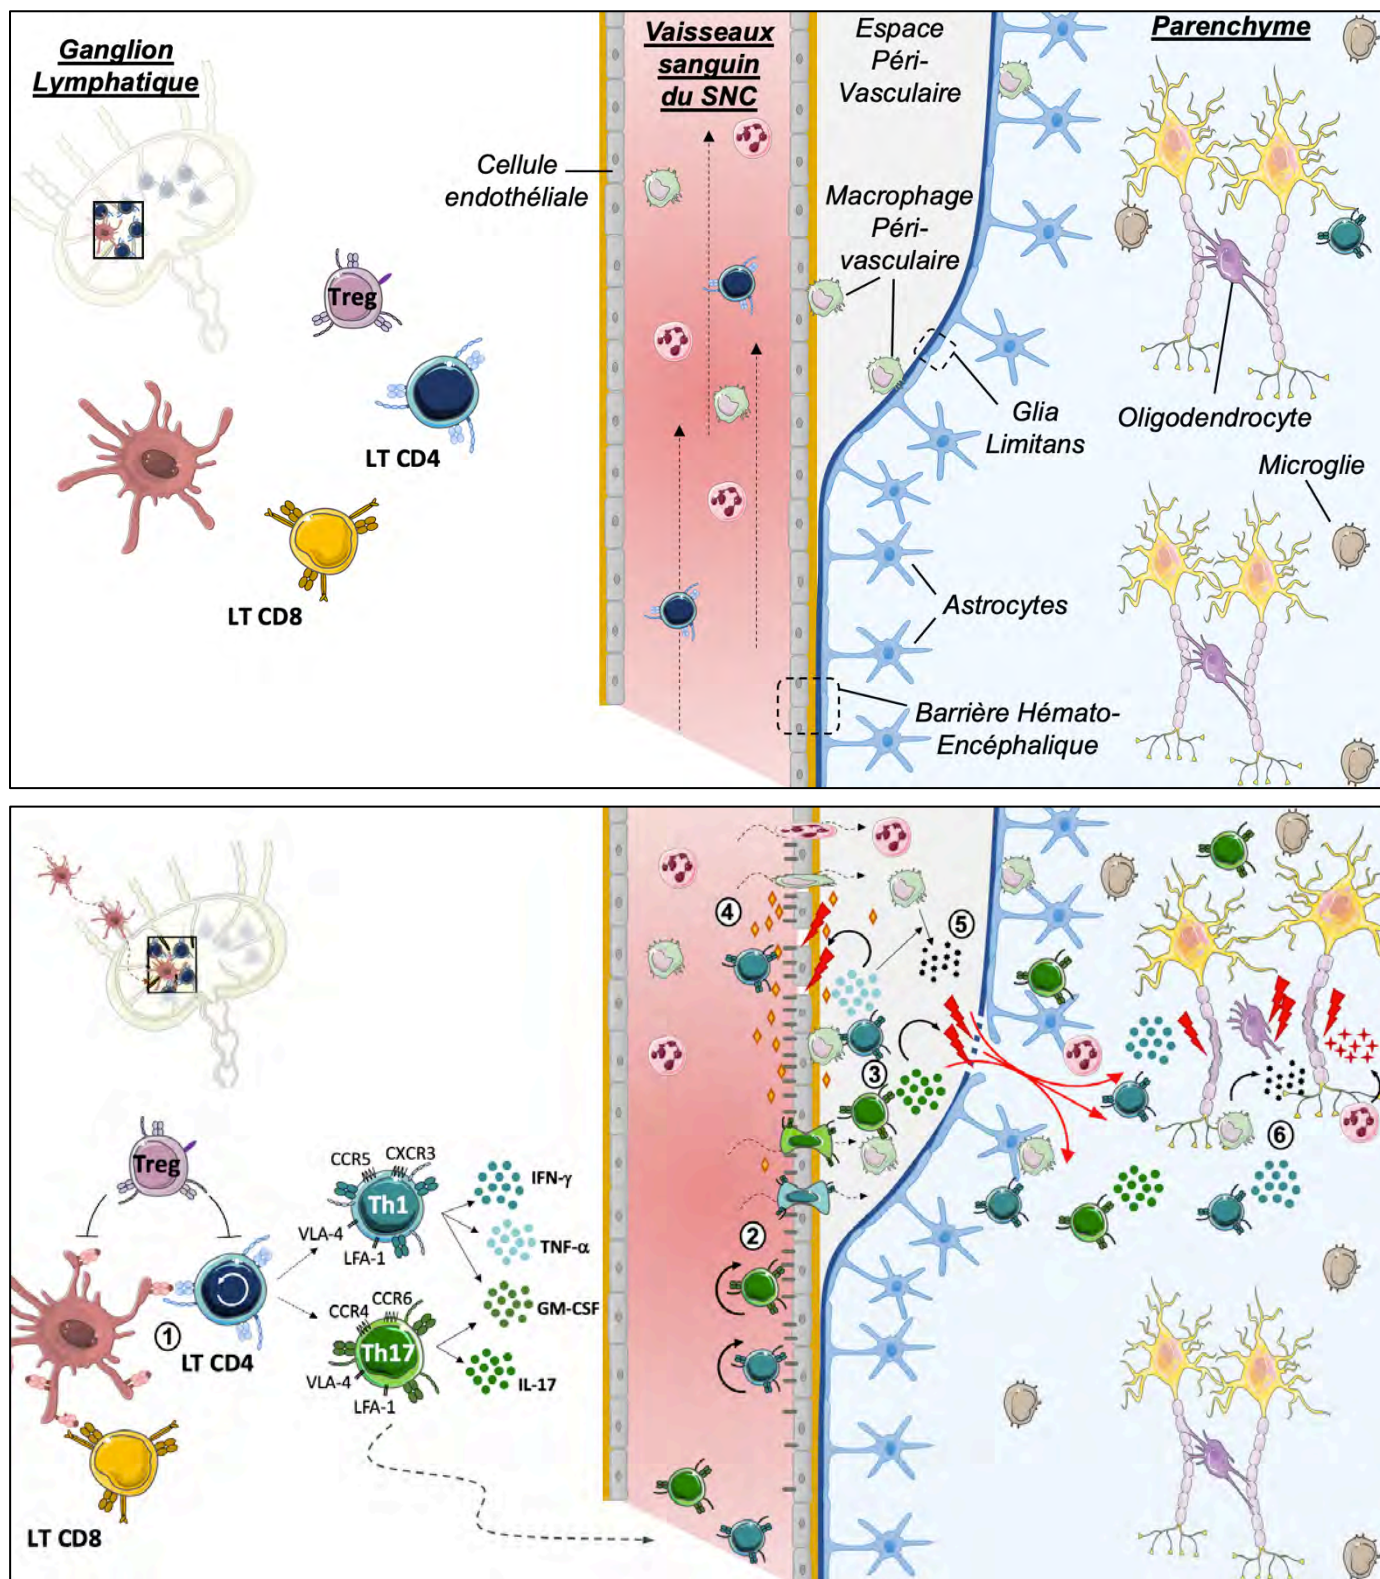 Ganglion
Lymphatique
Vaisseaux
sanguin
du SNC
Espace
Péri-
Vasculaire
Parenchyme
Cellule
endothéliale
Macrophage
Péri-
vasculaire
Treg
LT CD4
LT CD8
Glia
Limitans
Oligodendrocyte
Microglie
Astrocytes
Barrière Hémato-
Encéphalique
4
5
3
6
2
Treg
CCR5
CXCR3
Th1
VLA-4
LFA-1
IFN-γ
TNF-α
GM-CSF
IL-17
1
LT CD4
CCR4
CCR6
Th17
VLA-4
LFA-1
LT CD8